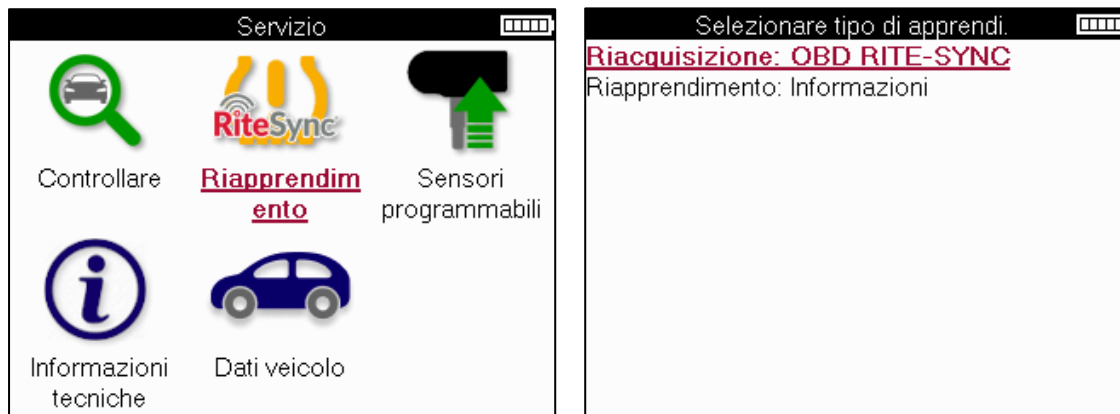 Servizio
RiteSync
Controllare
Riapprendim
ento
Sensori
programmabili
Informazioni
tecniche
Dati veicolo
Selezionare tipo di apprendi.
Riacquisizione: OBD RITE-SYNC
Riapprendimento: Informazioni